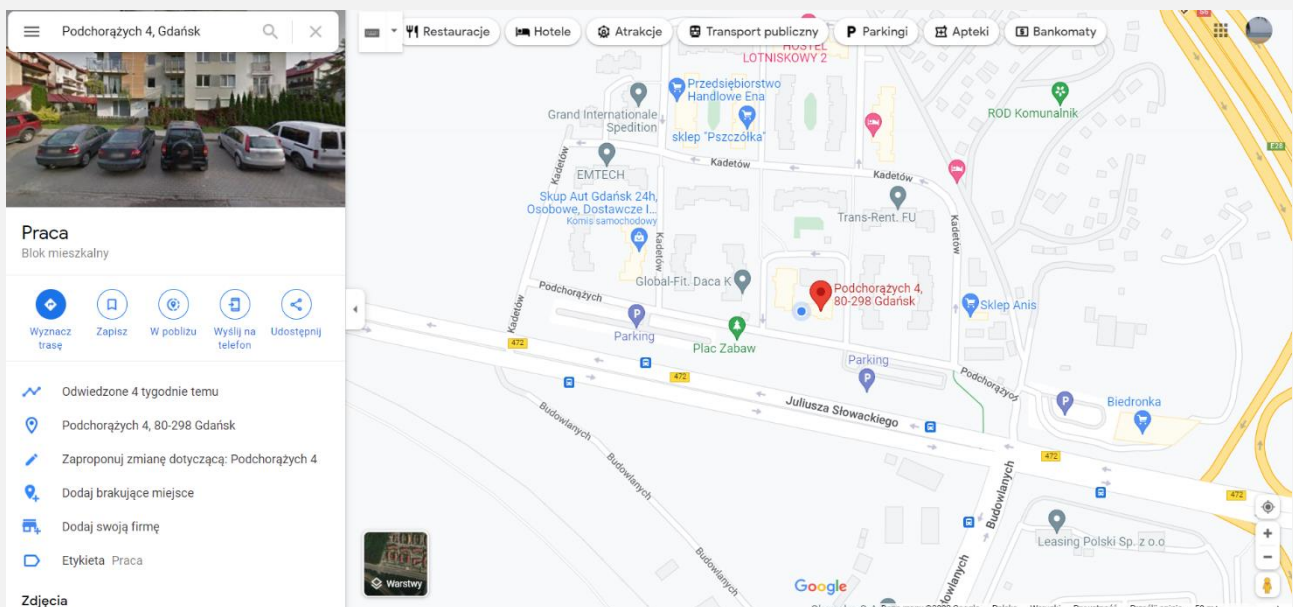 Podchorążych 4, Gdańsk
Praca
Blok mieszkalny
Wyznacz
trasę
Zapisz
W pobliżu
Wyślij na
telefon
Udostępnij
Odwiedzone 4 tygodnie temu
Podchorążych 4, 80-298 Gdańsk
Zaproponuj zmianę dotyczącą: Podchorążych 4
Dodaj brakujące miejsce
Dodaj swoją firmę
Etykieta Praca
Zdjęcia
Restauracje
Hotele
Atrakcje
Transport publiczny
Parkingi
Apteki
Bankomaty
HOSTEL
LOTNISKOWY 2
Przedsiębiorstwo
Handlowe Ena
Grand Internationale
Spedition
sklep "Pszczółka"
ROD Komunalnik
E28
Kadetów
EMTECH
Kadetów
Kadetów
Skup Aut Gdańsk 24h,
Osobowe, Dostawcze I...
Komis samochodowy
Trans-Rent. FU
Kadetów
Kadetów
Global-Fit. Daca K
Podchorążych 4,
80-298 Gdańsk
Podchorążych
Sklep Anis
Kadetów
Parking
Plac Zabaw
472
Parking
472
Podchorążych
Juliusza Słowackiego
Biedronka
Budowlanych
472
Budowlanych
472
Budowlanych
Leasing Polski Sp. z o.o
Budowlanych
Budowlanych
Warstwy
Google